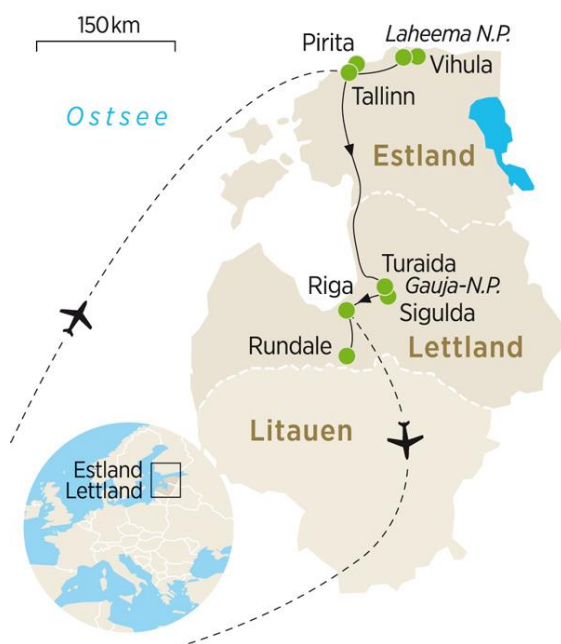 150 km
Ostsee
Laheema N.P.
Pirita
Vihula
Tallinn
Estland
Turaida
Gauja-N.P.
Riga
Sigulda
Rundale
Lettland
Litauen
Estland
Lettland